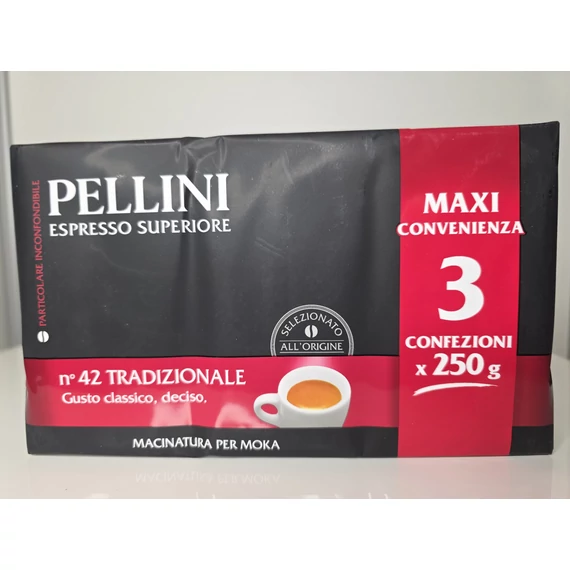 PARTICOLARE INCONFONDIBILE
PELLINI
ESPRESSO SUPERIORE
MAXI
CONVENIENZA
3
CONFEZIONI
x 250 g
SELEZIONATO
ALL'ORIGINE
n° 42 TRADIZIONALE
Gusto classico, deciso.
MACINATURA PER MOKA